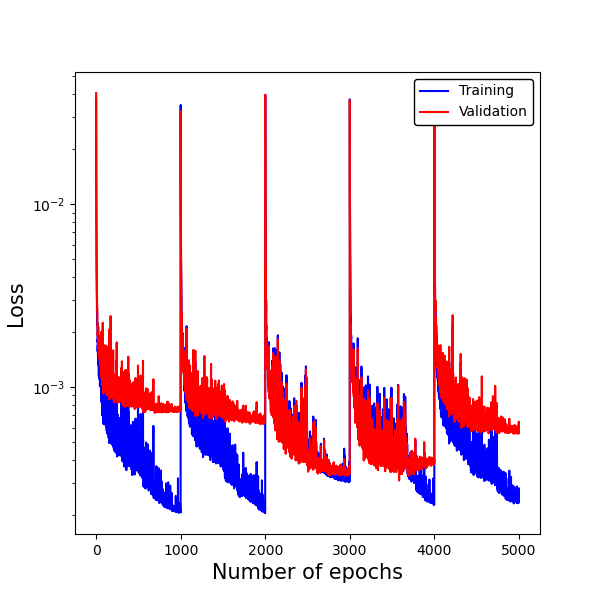 Training
Validation
10⁻²
10⁻³
Loss
0 1000 2000 3000 4000 5000
Number of epochs